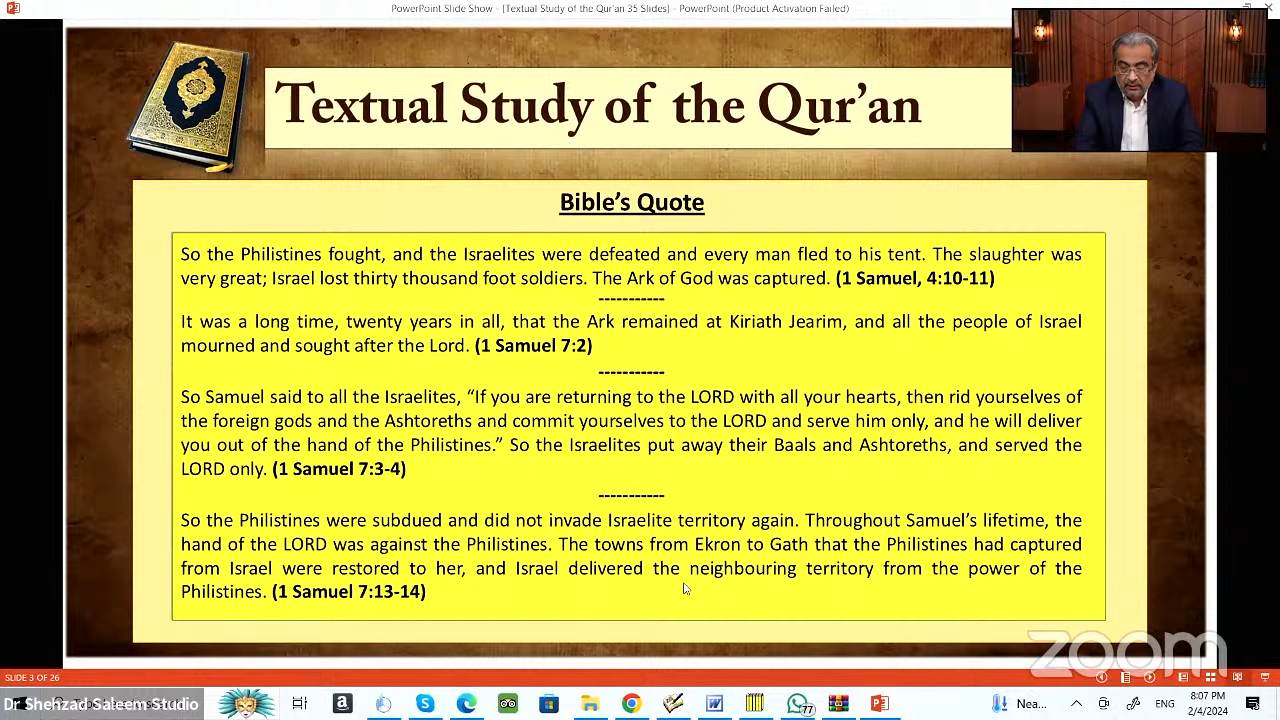 PowerPoint Slide Show - [Textual Study of the Qur'an 35 Slides] - PowerPoint (Product Activation Failed)
Textual Study of the Qur'an
Bible's Quote
So the Philistines fought, and the Israelites were defeated and every man fled to his tent. The slaughter was
very great; Israel lost thirty thousand foot soldiers. The Ark of God was captured. (1 Samuel, 4:10-11)
-----------
It was a long time, twenty years in all, that the Ark remained at Kiriath Jearim, and all the people of Israel
mourned and sought after the Lord. (1 Samuel 7:2)
-----------
So Samuel said to all the Israelites, “If you are returning to the LORD with all your hearts, then rid yourselves of
the foreign gods and the Ashtoreths and commit yourselves to the LORD and serve him only, and he will deliver
you out of the hand of the Philistines.” So the Israelites put away their Baals and Ashtoreths, and served the
LORD only. (1 Samuel 7:3-4)
-----------
So the Philistines were subdued and did not invade Israelite territory again. Throughout Samuel’s lifetime, the
hand of the LORD was against the Philistines. The towns from Ekron to Gath that the Philistines had captured
from Israel were restored to her, and Israel delivered the neighbouring territory from the power of the
Philistines. (1 Samuel 7:13-14)
zoom
SLIDE 3 OF 26
Dr Shehzad Saleem Studio
77
Nea...
ENG
8:07 PM
2/4/2024